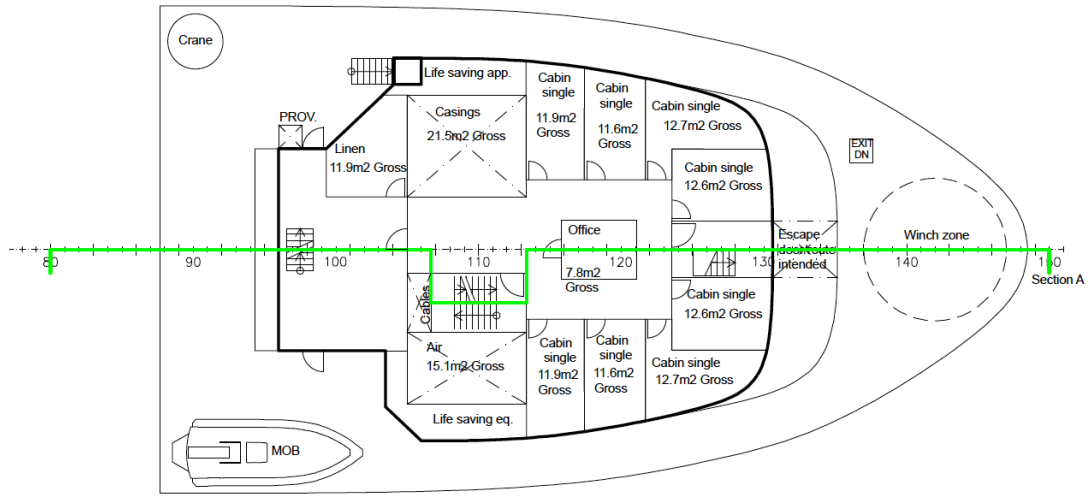 Crane
Life saving app.
PROV.
Linen
11.9m2 Gross
Casings
21.5m2 Gross
Cabin
single
11.9m2
Gross
Cabin
single
11.6m2
Gross
Cabin single
12.7m2 Gross
Cabin single
12.6m2 Gross
EXIT
DN
Office
7.8m2
Gross
Escape
intended
Winch zone
80
90
100
110
120
130
140
150
Section A
Cables
Air
15.1m2 Gross
Cabin
single
11.9m2
Gross
Cabin
single
11.6m2
Gross
Cabin single
12.6m2 Gross
Cabin single
12.7m2 Gross
Life saving eq.
MOB